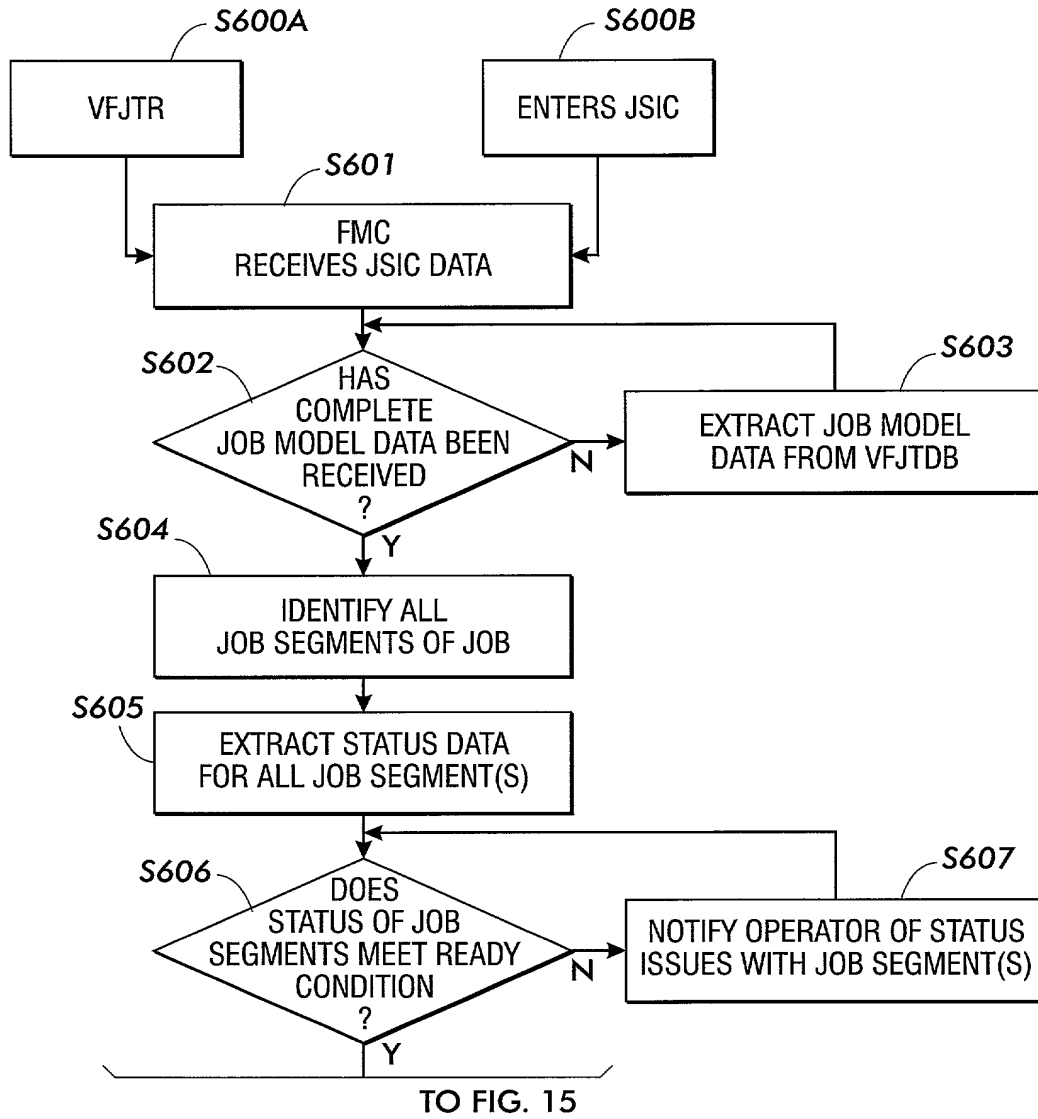 S600A
S600B
VFJTR
ENTERS JSIC
S601
FMC
RECEIVES JSIC DATA
S602
HAS
COMPLETE
JOB MODEL DATA BEEN
RECEIVED
?
N
Y
S603
EXTRACT JOB MODEL
DATA FROM VFJTDB
S604
IDENTIFY ALL
JOB SEGMENTS OF JOB
S605
EXTRACT STATUS DATA
FOR ALL JOB SEGMENT(S)
S606
DOES
STATUS OF JOB
SEGMENTS MEET READY
CONDITION
?
N
Y
S607
NOTIFY OPERATOR OF STATUS
ISSUES WITH JOB SEGMENT(S)
TO FIG. 15